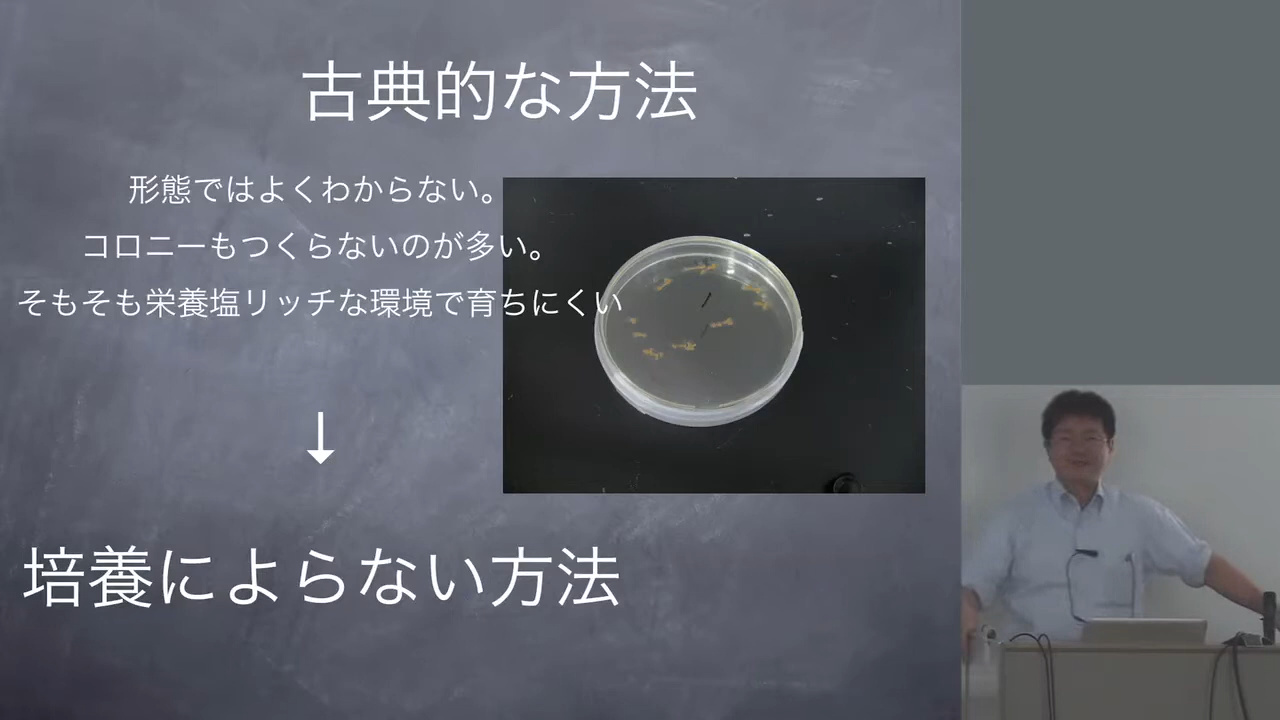 古典的な方法
形態ではよくわからない。
コロニーもつくらないのが多い。
そもそも栄養塩リッチな環境で育ちにくい
↓
培養によらない方法